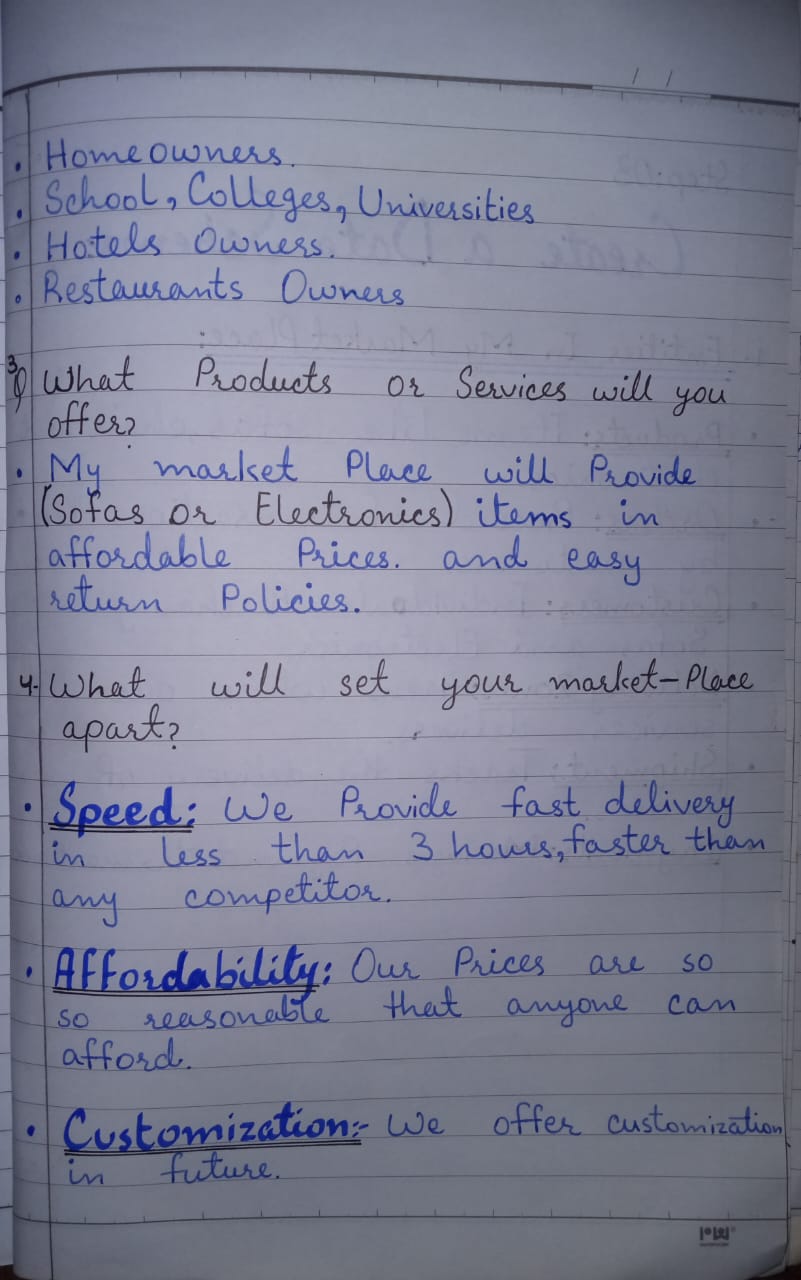 • Homeowners.
• School, Colleges, Universities
• Hotels Owners.
• Restaurants Owners
3) What Products or Services will you
offer?
• My market Place will Provide
(Sofas or Electronics) items in
affordable Prices. and easy
return Policies.
4. What will set your market-Place
apart?
• Speed: We Provide fast delivery
in less than 3 hours, faster than
any competitor.
• Affordability: Our Prices are so
so reasonable that anyone can
afford.
• Customization:- We offer customization
in future.